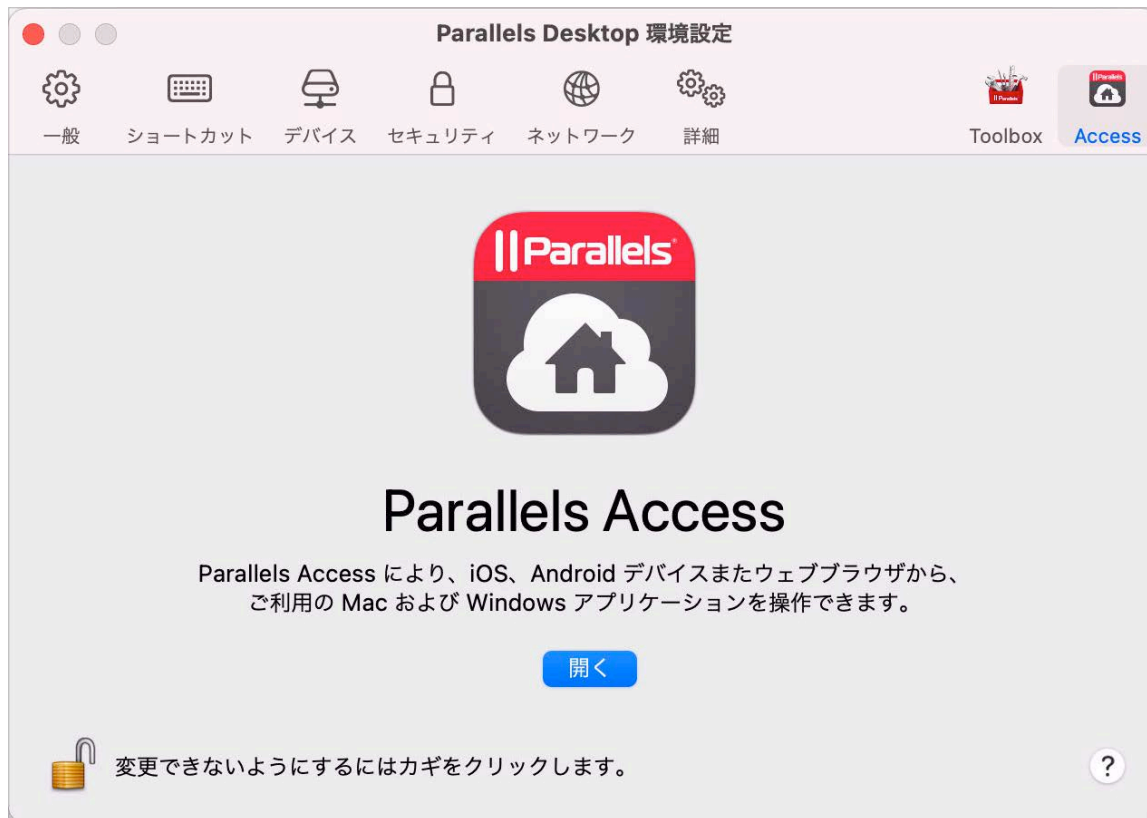 Parallels Desktop 環境設定
一般 ショートカット デバイス セキュリティ ネットワーク 詳細 Toolbox Access
Parallels
Parallels Access
Parallels Access により、iOS、Android デバイスまたウェブブラウザから、
ご利用の Mac および Windows アプリケーションを操作できます。
開く
変更できないようにするにはカギをクリックします。
?